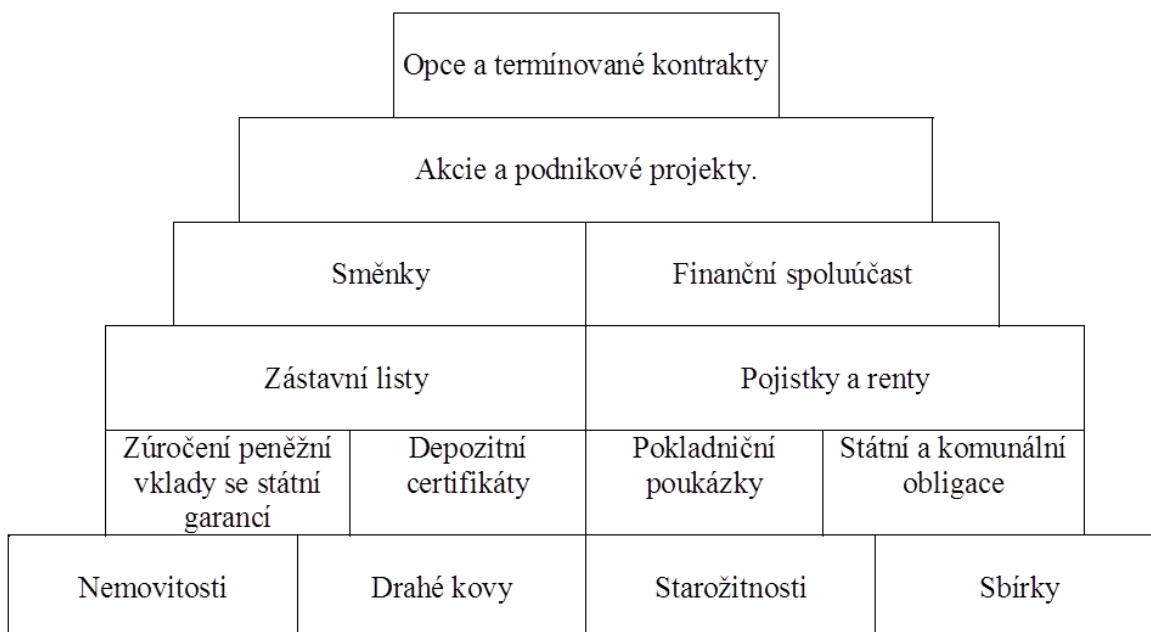 Opce a termínované kontrakty
Akcie a podnikové projekty.
Směnky
Finanční spoluúčast
Zástavní listy
Pojistky a renty
Zúročení peněžní
vklady se státní
garancí
Depozitní
certifikáty
Pokladniční
poukázky
Státní a komunální
obligace
Nemovitosti
Drahé kovy
Starožitnosti
Sbírky